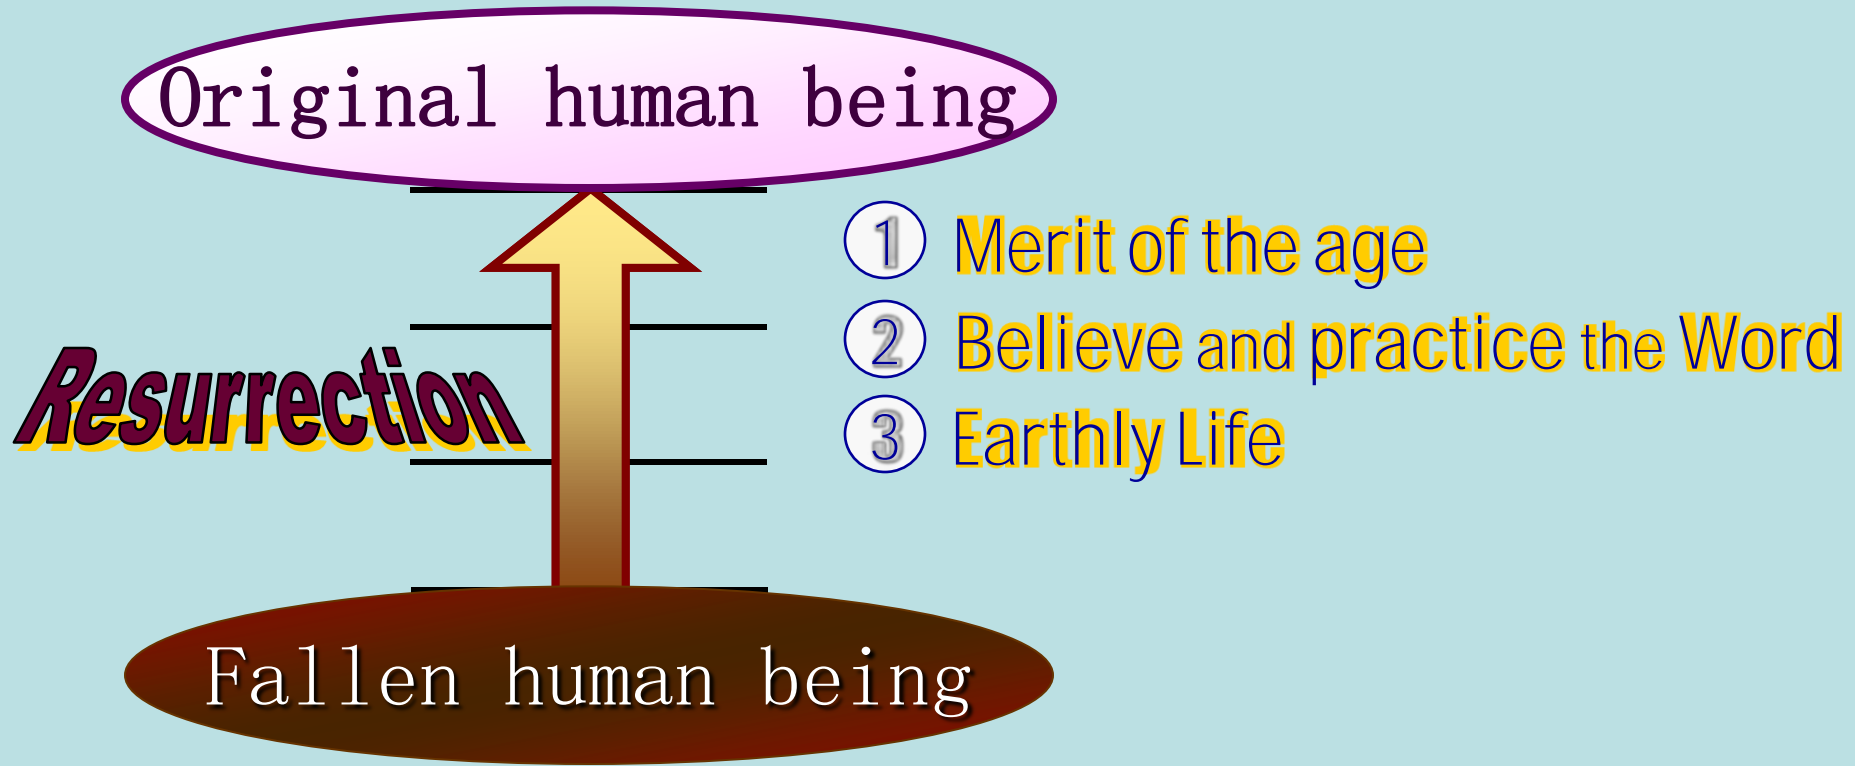 Original human being
① Merit of the age
② Believe and practice the Word
Resurrection
③ Earthly Life
Fallen human being